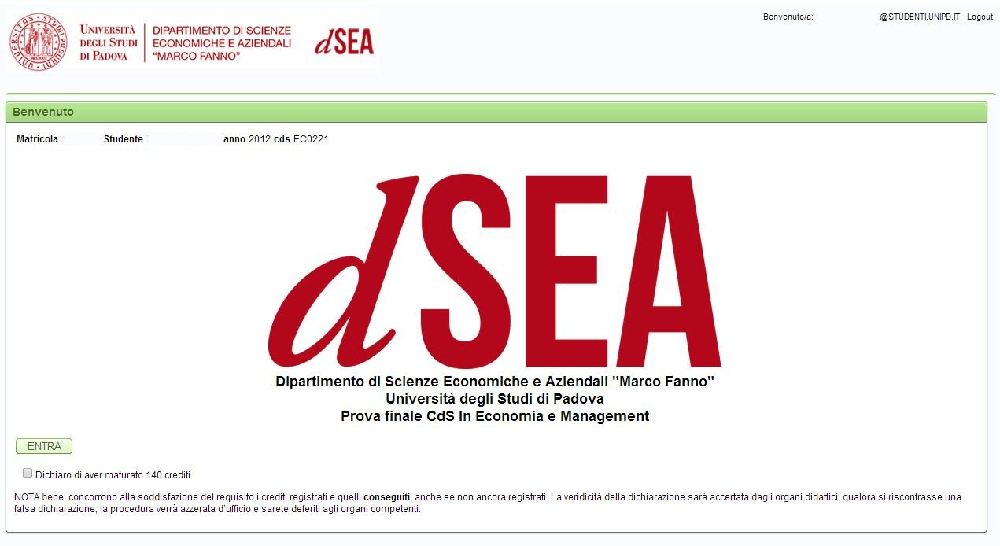 UNIVERSITÀ
DEGLI STUDI
DI PADOVA
DIPARTIMENTO DI SCIENZE
ECONOMICHE E AZIENDALI
“MARCO FANNO”
dSEA
Benvenuto/a: @STUDENTI.UNIPD.IT Logout
Benvenuto
Matricola Studente anno 2012 cds EC0221
dSEA
Dipartimento di Scienze Economiche e Aziendali "Marco Fanno"
Università degli Studi di Padova
Prova finale CdS In Economia e Management
ENTRA
Dichiaro di aver maturato 140 crediti
NOTA bene: concorrono alla soddisfazione del requisito i crediti registrati e quelli conseguiti, anche se non ancora registrati. La veridicità della dichiarazione sarà accertata dagli organi didattici: qualora si riscontrasse una
falsa dichiarazione, la procedura verrà azzerata d'ufficio e sarete deferiti agli organi competenti.